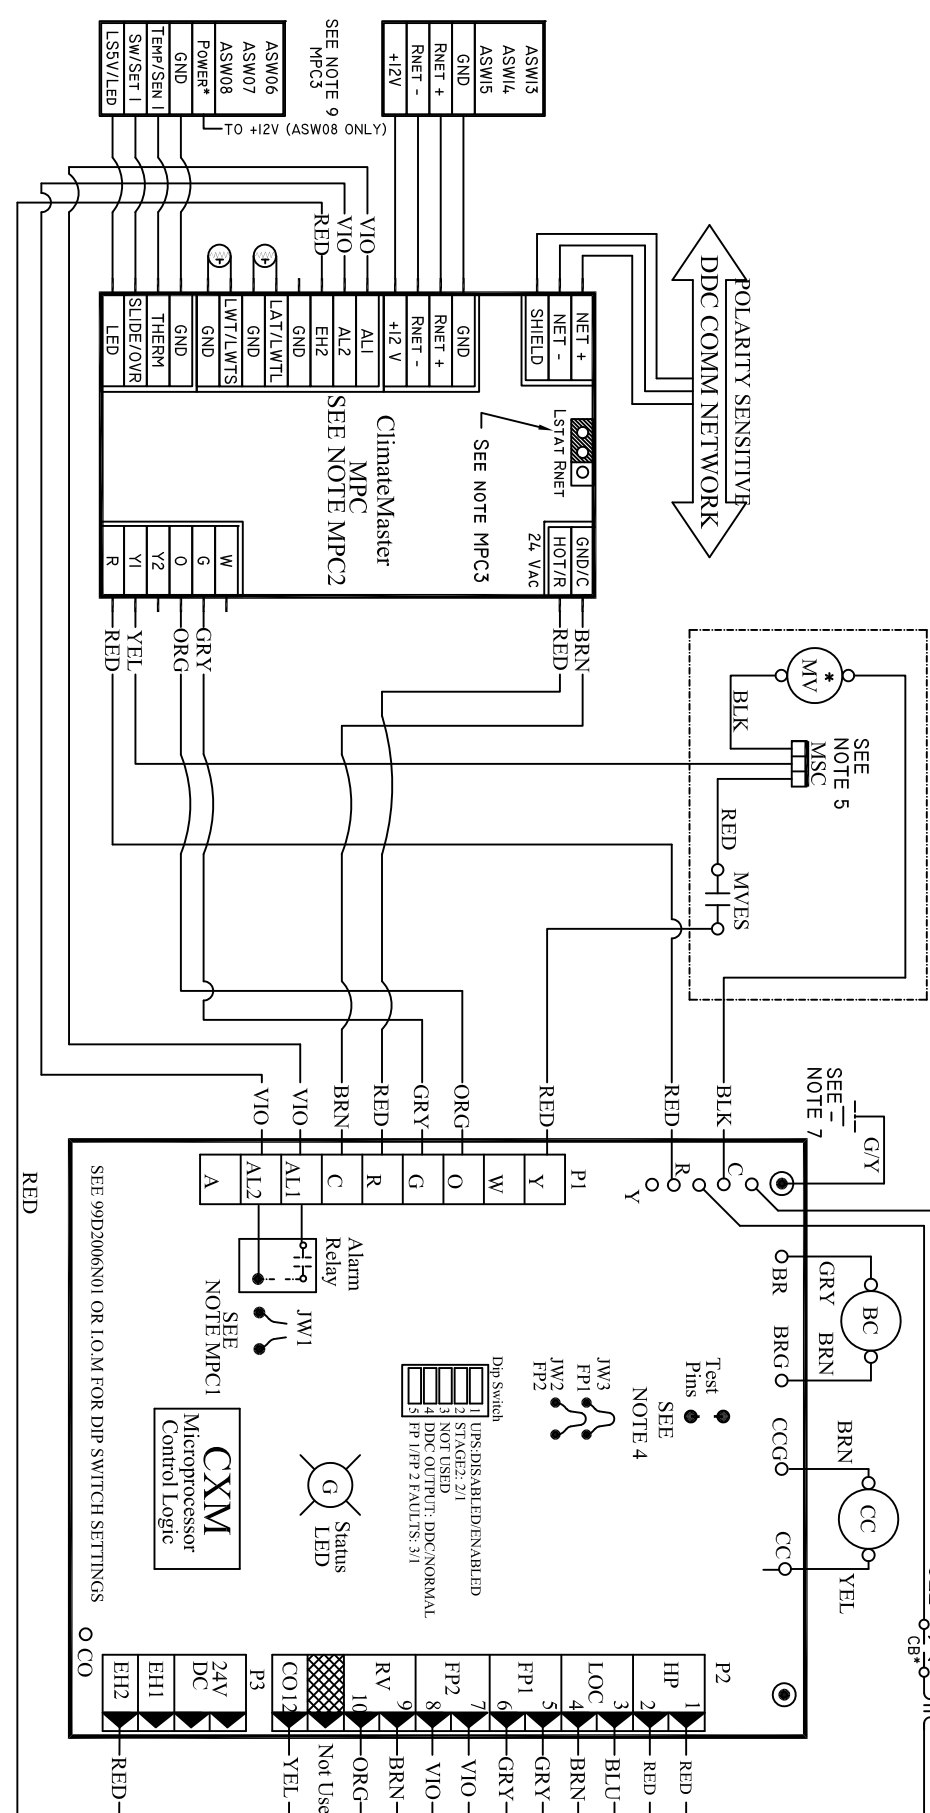 ASW13
ASW14
ASW15
GND
RNET +
RNET -
+12V
SEE NOTE 9
MPC3
ASW06
ASW07
ASW08
POWER*
GND
TEMP/SEN 1
SW/SET 1
LS5V/LED
TO +12V (ASW08 ONLY)
VIO
VIO
RED
POLARITY SENSITIVE
DDC COMM NETWORK
NET +
NET -
SHIELD
GND
RNET +
RNET -
+12 V
AL1
AL2
EH2
GND
LAT/LWTL
GND
LWT/LWTS
GND
GND
THERM
SLIDE/OVR
LED
LSTAT RNET
SEE NOTE MPC3
ClimateMaster
MPC
SEE NOTE MPC2
GND/C
HOT/R
24 VAC
W
G
O
Y2
Y1
R
BRN
RED
GRY
ORG
YEL
RED
MV
*
BLK
SEE
NOTE 5
MSC
RED
MVES
SEE
NOTE 7
G/Y
BLK
RED
RED
ORG
GRY
RED
BRN
VIO
VIO
RED
C
R
Y
P1
Y
W
O
G
R
C
AL1
AL2
A
Alarm
Relay
JW1
SEE
NOTE MPC1
SEE 99D2006N01 OR I.O.M FOR DIP SWITCH SETTINGS
BC
GRY
BRN
BR
BRG
CC
BRN
YEL
CCG
CC
Test
Pins
SEE
NOTE 4
JW3
FP1
JW2
FP2
Dip Switch
1 UPS:DISABLED/ENABLED
2 STAGE2: 2/1
3 NOT USED
4 DDC OUTPUT: DDC/NORMAL
5 FP 1/FP 2 FAULTS: 3/1
G
Status
LED
CXM
Microprocessor
Control Logic
CO
CB*
P2
HP
1
2
LOC
3
4
FP1
5
6
FP2
7
8
RV
9
10
CO 12
P3
24V
DC
EH1
EH2
RED
RED
BLU
BRN
GRY
GRY
VIO
VIO
BRN
ORG
Not Use
YEL
RED